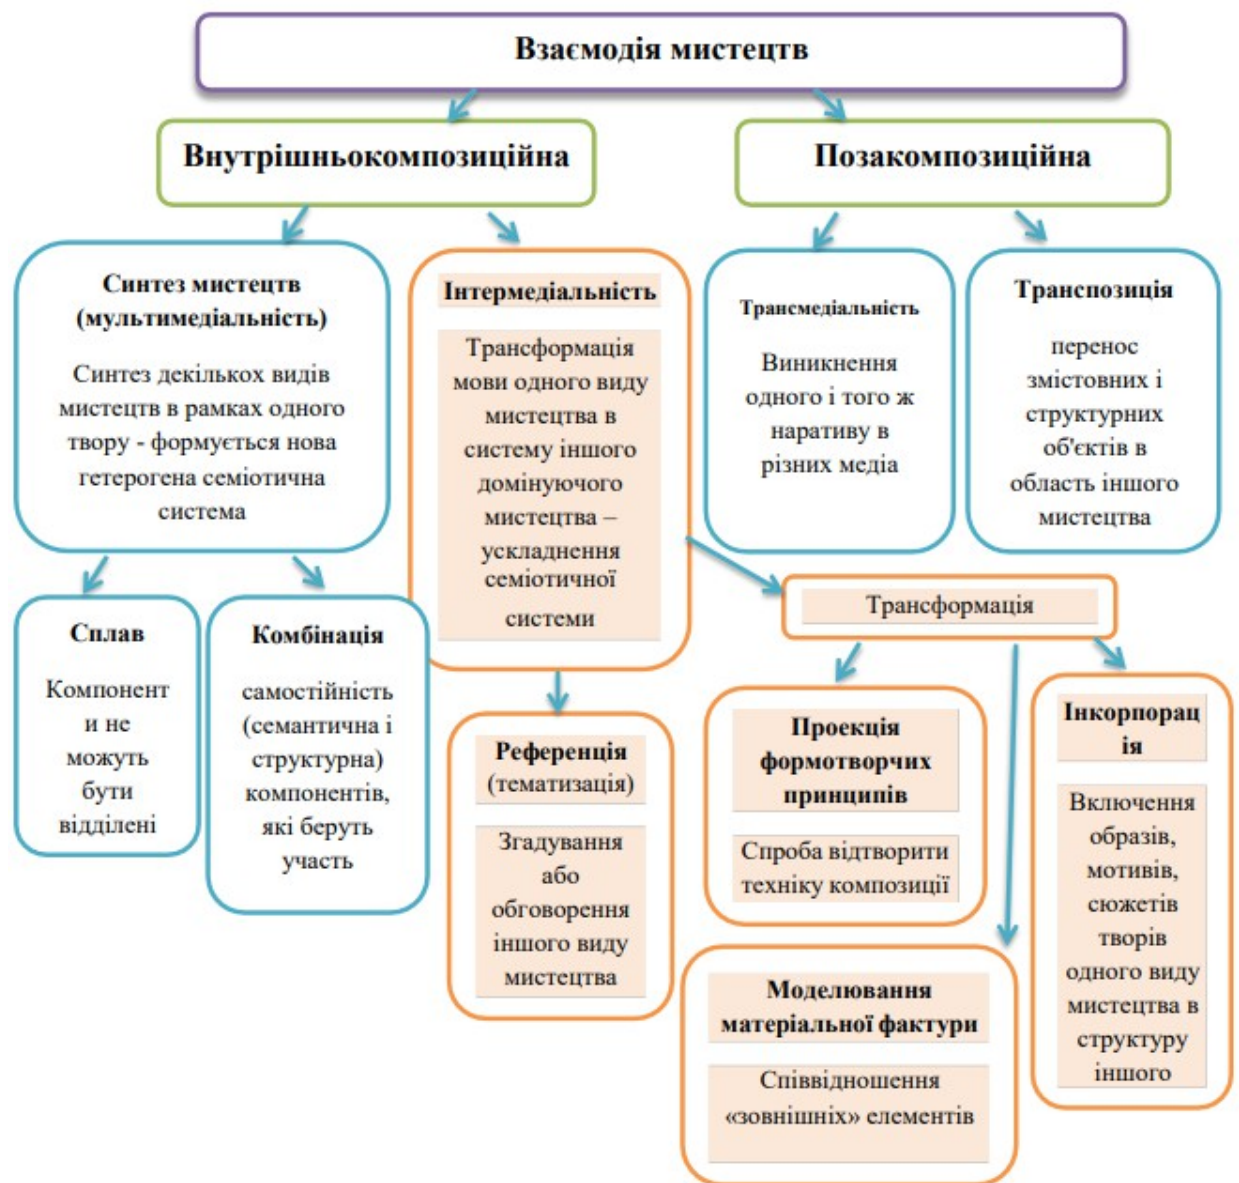 Взаємодія мистецтв
Внутрішньокомпозиційна
Позакомпозиційна
Синтез мистецтв
(мультимедіальність)
Синтез декількох видів
мистецтв в рамках одного
твору - формується нова
гетерогена семіотична
система
Інтермедіальність
Трансформація
мови одного виду
мистецтва в
систему іншого
домінуючого
мистецтва –
ускладнення
семіотичної
системи
Трансмедіальність
Виникнення
одного і того ж
наративу в
різних медіа
Транспозиція
перенос
змістовних і
структурних
об'єктів в
область іншого
мистецтва
Сплав
Компонент
и не
можуть
бути
відділені
Комбінація
самостійність
(семантична і
структурна)
компонентів,
які беруть
участь
Референція
(тематизація)
Згадування
або
обговорення
іншого виду
мистецтва
Трансформація
Проекція
формотворчих
принципів
Спроба відтворити
техніку композиції
Моделювання
матеріальної фактури
Співвідношення
«зовнішніх» елементів
Інкорпорац
ія
Включення
образів,
мотивів,
сюжетів
творів
одного виду
мистецтва в
структуру
іншого